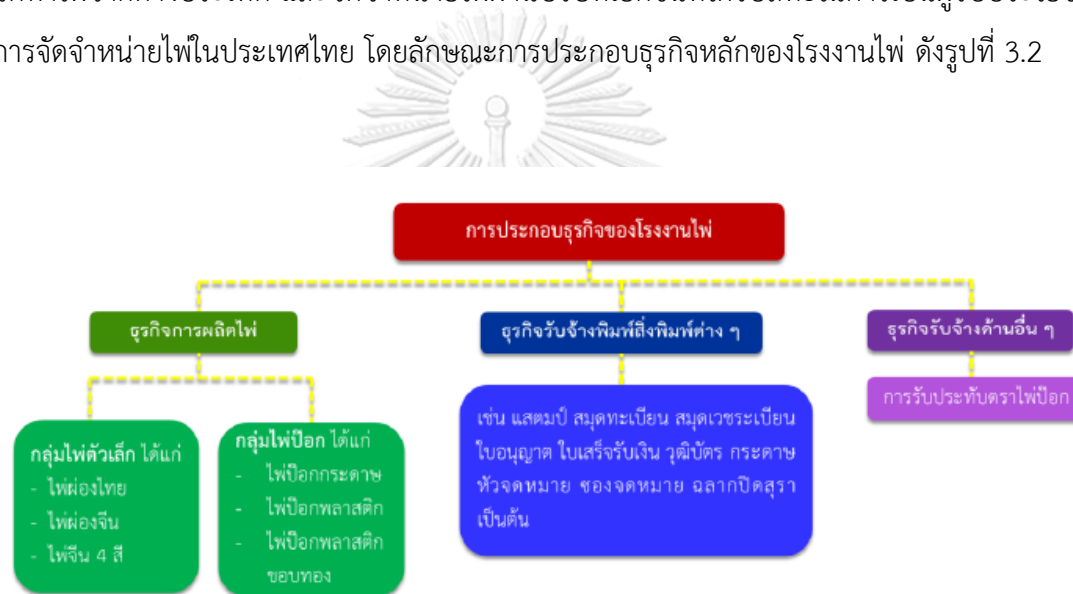 การจัดจำหน่ายไพ่ในประเทศไทย โดยลักษณะการประกอบธุรกิจหลักของโรงงานไพ่ ดังรูปที่ 3.2
การประกอบธุรกิจของโรงงานไพ่
ธุรกิจการผลิตไพ่
กลุ่มไพ่ตัวเล็ก ได้แก่
- ไพ่ผ่องไทย
- ไพ่ผ่องจีน
- ไพ่จีน 4 สี
กลุ่มไพ่ป๊อก ได้แก่
- ไพ่ป๊อกกระดาษ
- ไพ่ป๊อกพลาสติก
- ไพ่ป๊อกพลาสติก
ขอบทอง
ธุรกิจรับจ้างพิมพ์สิ่งพิมพ์ต่าง ๆ
เช่น แสตมป์ สมุดทะเบียน สมุดเวชระเบียน
ใบอนุญาต ใบเสร็จรับเงิน วุฒิบัตร กระดาษ
หัวจดหมาย ซองจดหมาย ฉลากปิดสุรา
เป็นต้น
ธุรกิจรับจ้างด้านอื่น ๆ
การรับประทับตราไพ่ป๊อก